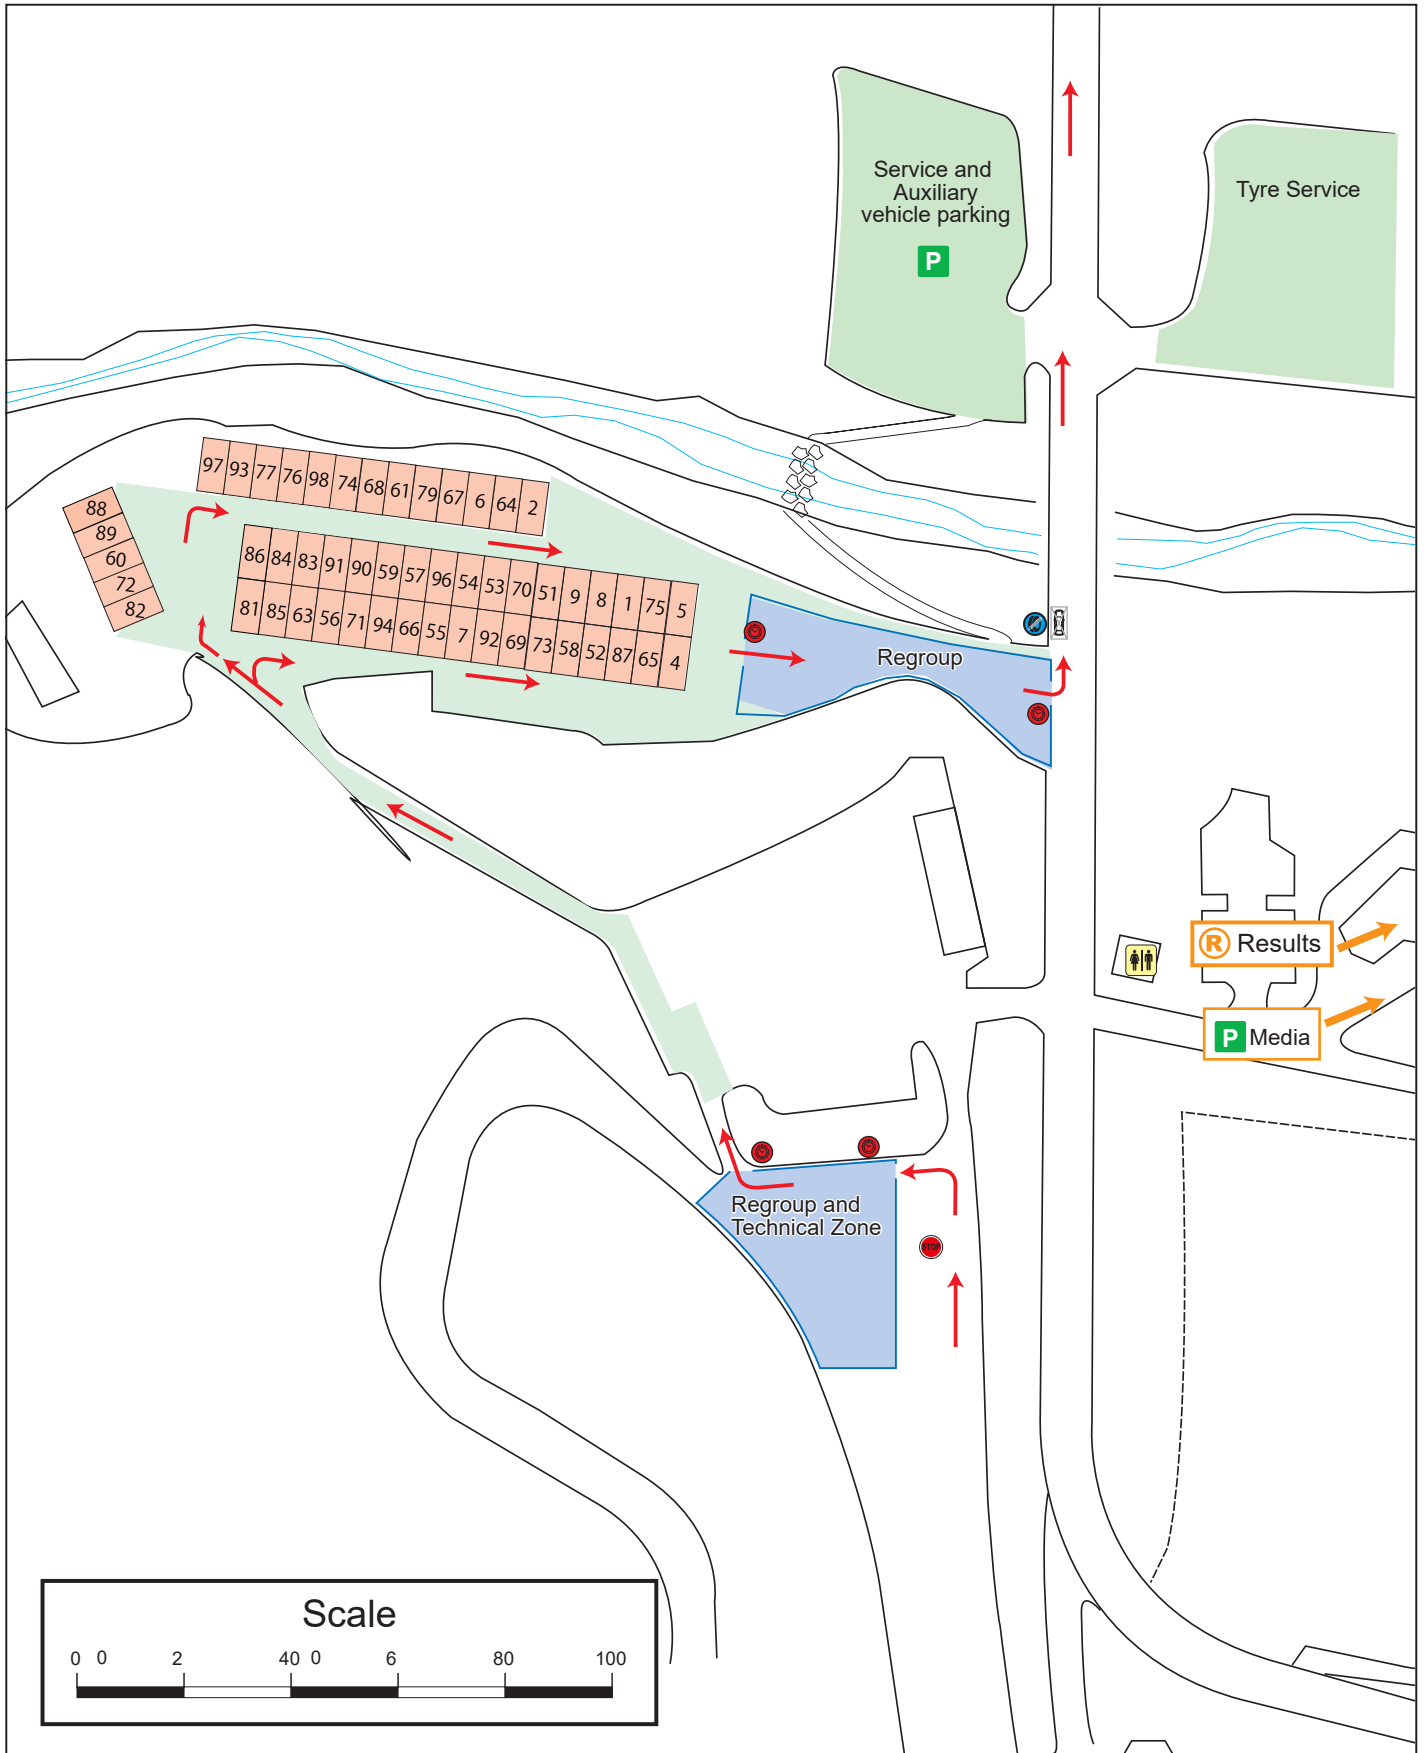 Service and
Auxiliary
vehicle parking
P
Tyre Service
97 93 77 76 98 74 68 61 79 67 6 64 2
88
89
60
72
82
86 84 83 91 90 59 57 96 54 53 70 51 9 8 1 75 5
81 85 63 56 71 94 66 55 7 92 69 73 58 52 87 65 4
Regroup
R Results
P Media
Regroup and
Technical Zone
STOP
Scale
0 0 2 40 0 6 80 100